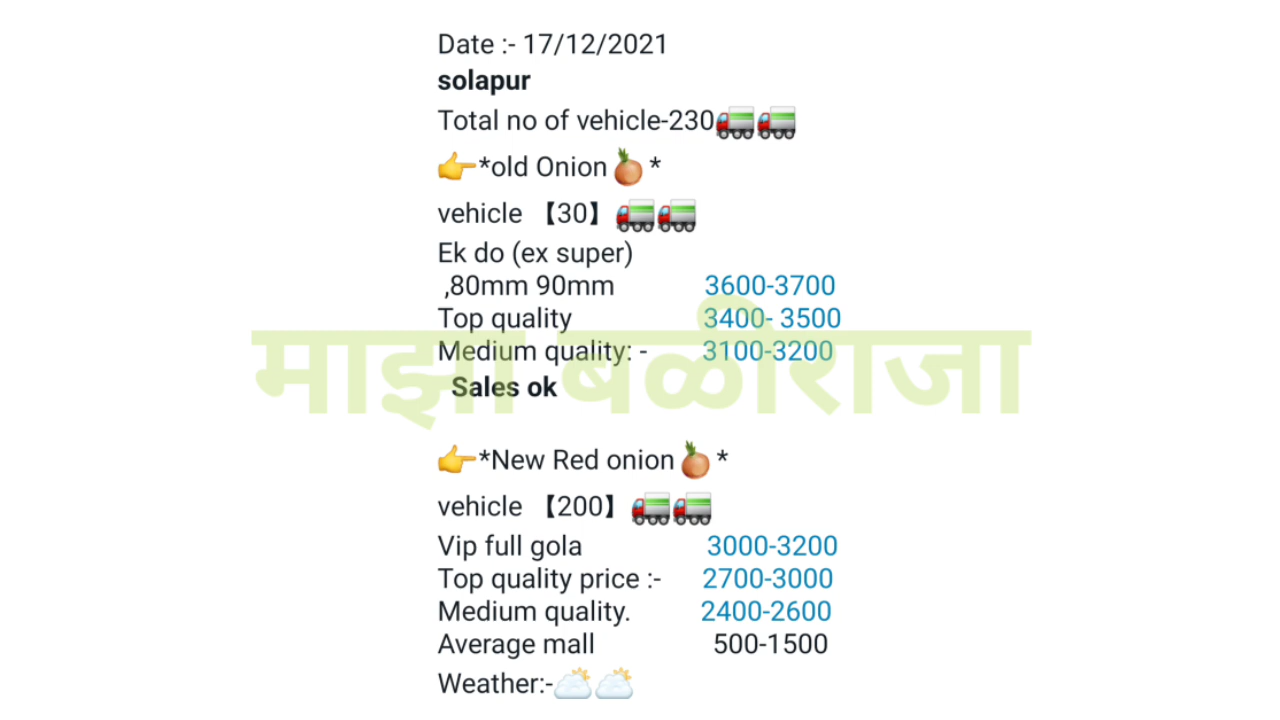 Date :- 17/12/2021
solapur
Total no of vehicle-230🚛🚛
👉*old Onion🧅*
vehicle 【30】🚛🚛
Ek do (ex super)
,80mm 90mm 3600-3700
Top quality 3400- 3500
Medium quality: - 3100-3200
माझा बळीराजा
Sales ok
👉*New Red onion🧅*
vehicle 【200】🚛🚛
Vip full gola 3000-3200
Top quality price :- 2700-3000
Medium quality. 2400-2600
Average mall 500-1500
Weather:-🌥️🌥️